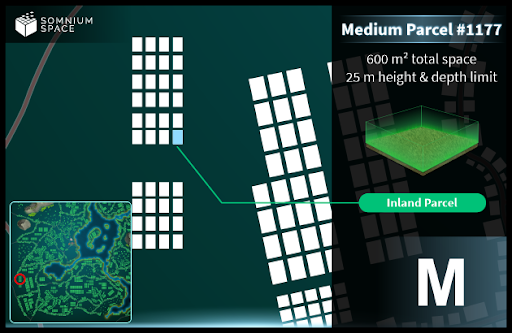 SOMNIUM
SPACE
Medium Parcel #1177
600 m² total space
25 m height & depth limit
Inland Parcel
M